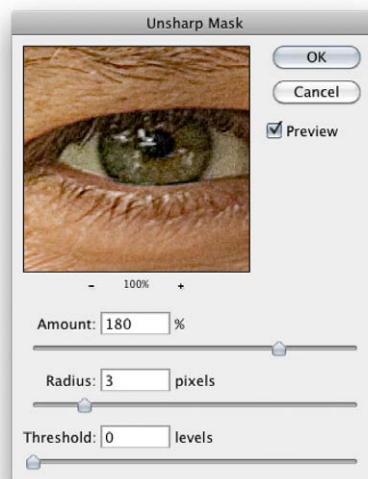 Unsharp Mask
OK
Cancel
Preview
- 100% +
Amount: 180 %
Radius: 3 pixels
Threshold: 0 levels